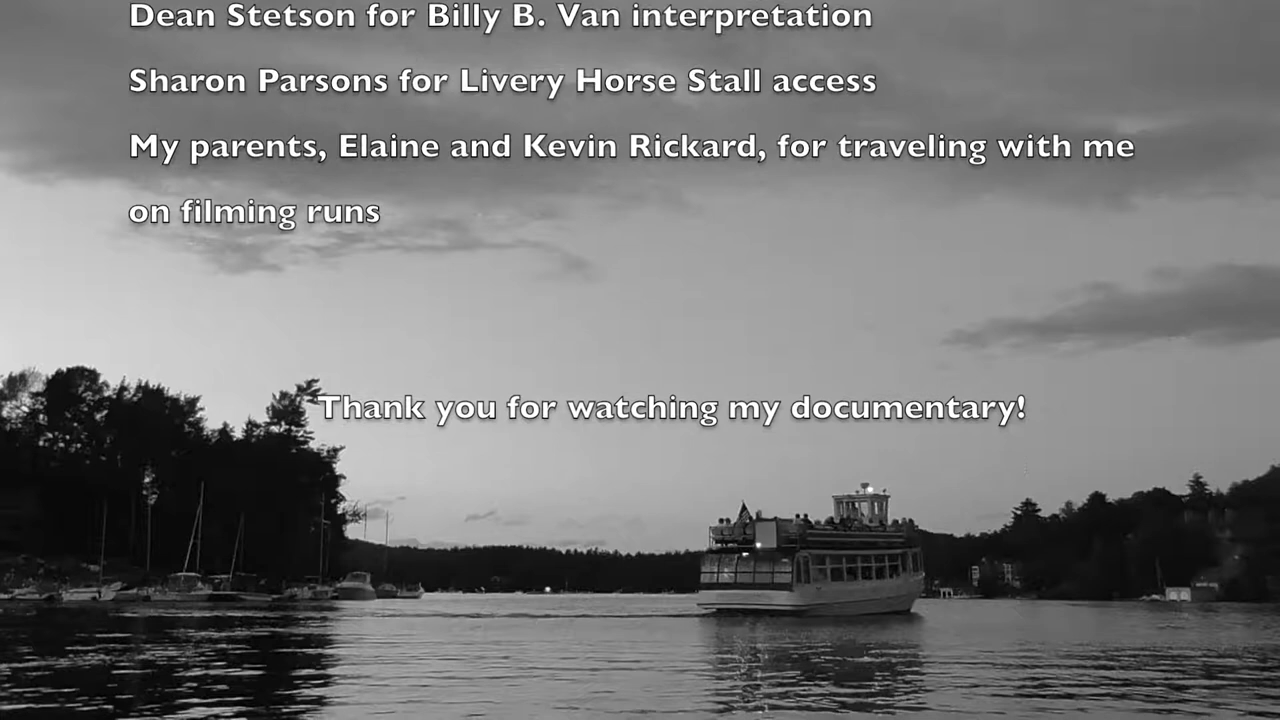 Dean Stetson for Billy B. Van interpretation
Sharon Parsons for Livery Horse Stall access
My parents, Elaine and Kevin Rickard, for traveling with me
on filming runs
Thank you for watching my documentary!